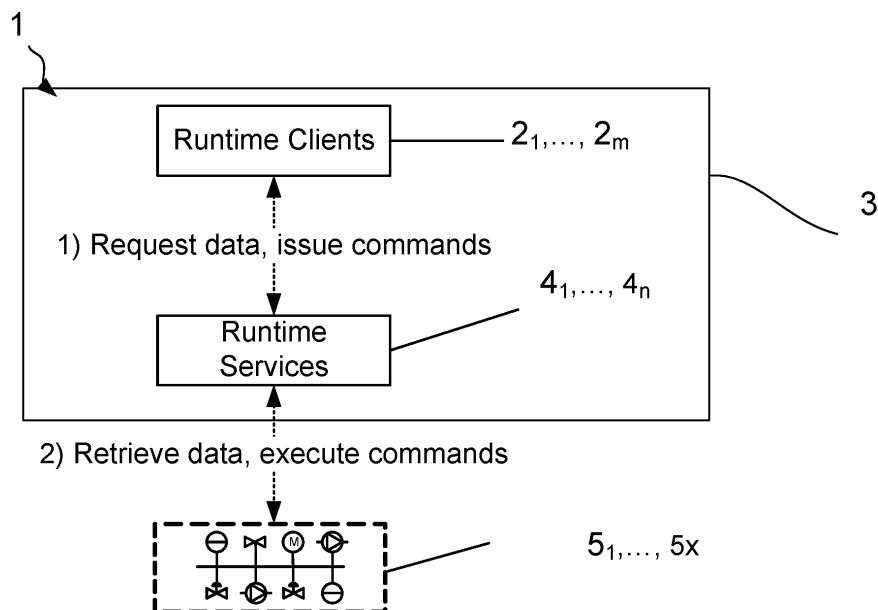 1
Runtime Clients
2₁,..., 2ₘ
3
1) Request data, issue commands
4₁,..., 4ₙ
Runtime
Services
2) Retrieve data, execute commands
M
5₁,..., 5x